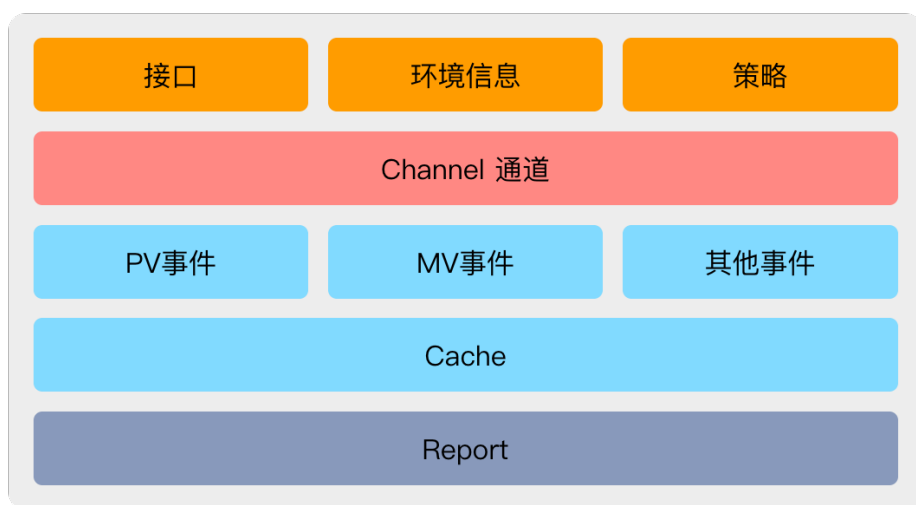 接口 环境信息 策略
Channel 通道
PV事件 MV事件 其他事件
Cache
Report